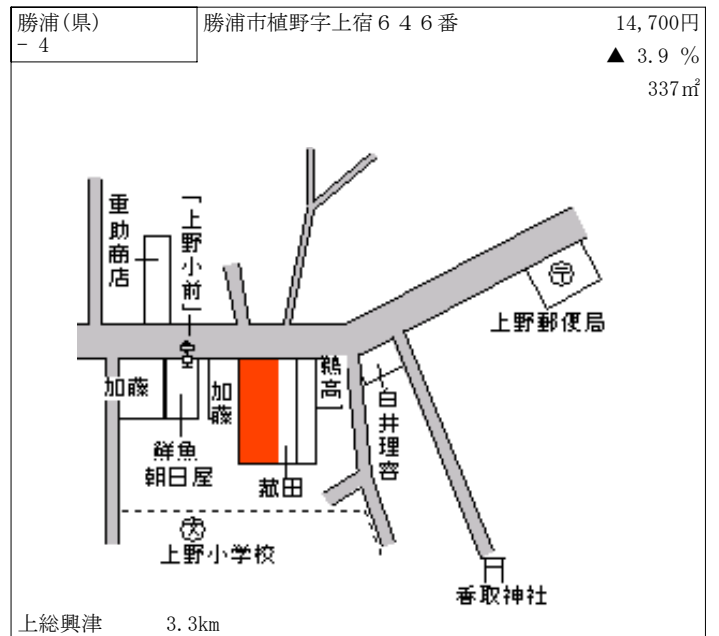 勝浦(県)
- 4
勝浦市植野字上宿６４６番
14,700円
▲ 3.9 %
337㎡
重助商店
「上野小前」
上野郵便局
加藤
鮮魚
朝日屋
加藤
鵜高
菰田
白井理容
上野小学校
香取神社
上総興津 3.3km